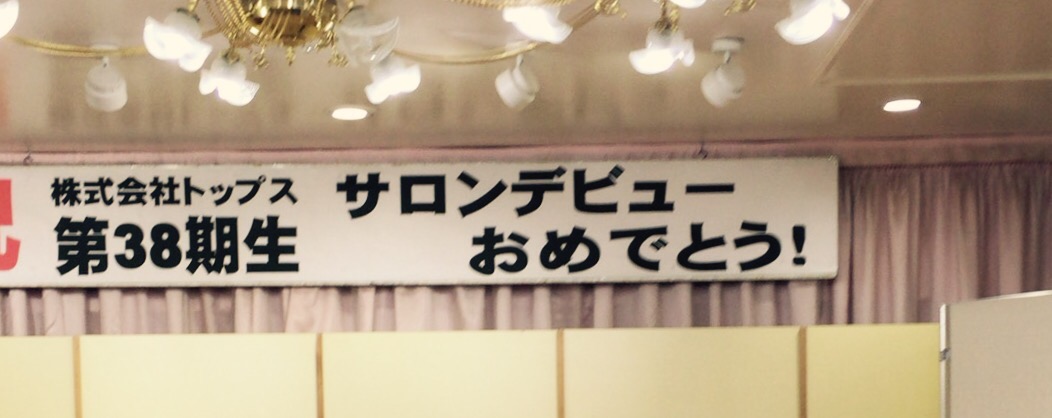 祝
株式会社トップス
第38期生
サロンデビュー
おめでとう!